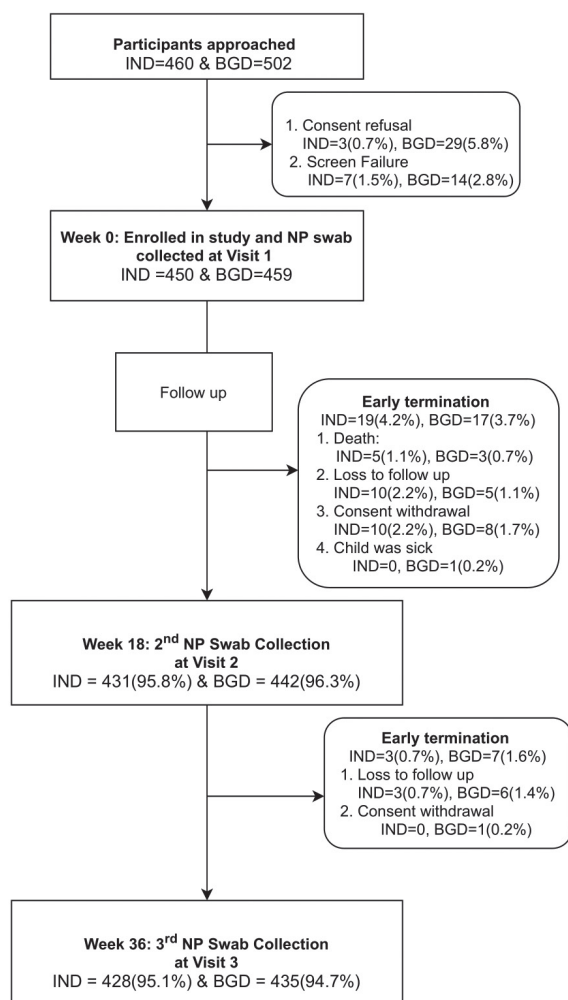 Participants approached
IND=460 & BGD=502
1. Consent refusal
IND=3(0.7%), BGD=29(5.8%)
2. Screen Failure
IND=7(1.5%), BGD=14(2.8%)
Week 0: Enrolled in study and NP swab
collected at Visit 1
IND =450 & BGD=459
Follow up
Early termination
IND=19(4.2%), BGD=17(3.7%)
1. Death:
IND=5(1.1%), BGD=3(0.7%)
2. Loss to follow up
IND=10(2.2%), BGD=5(1.1%)
3. Consent withdrawal
IND=10(2.2%), BGD=8(1.7%)
4. Child was sick
IND=0, BGD=1(0.2%)
Week 18: 2nd NP Swab Collection
at Visit 2
IND = 431(95.8%) & BGD = 442(96.3%)
Early termination
IND=3(0.7%), BGD=7(1.6%)
1. Loss to follow up
IND=3(0.7%), BGD=6(1.4%)
2. Consent withdrawal
IND=0, BGD=1(0.2%)
Week 36: 3rd NP Swab Collection
at Visit 3
IND = 428(95.1%) & BGD = 435(94.7%)